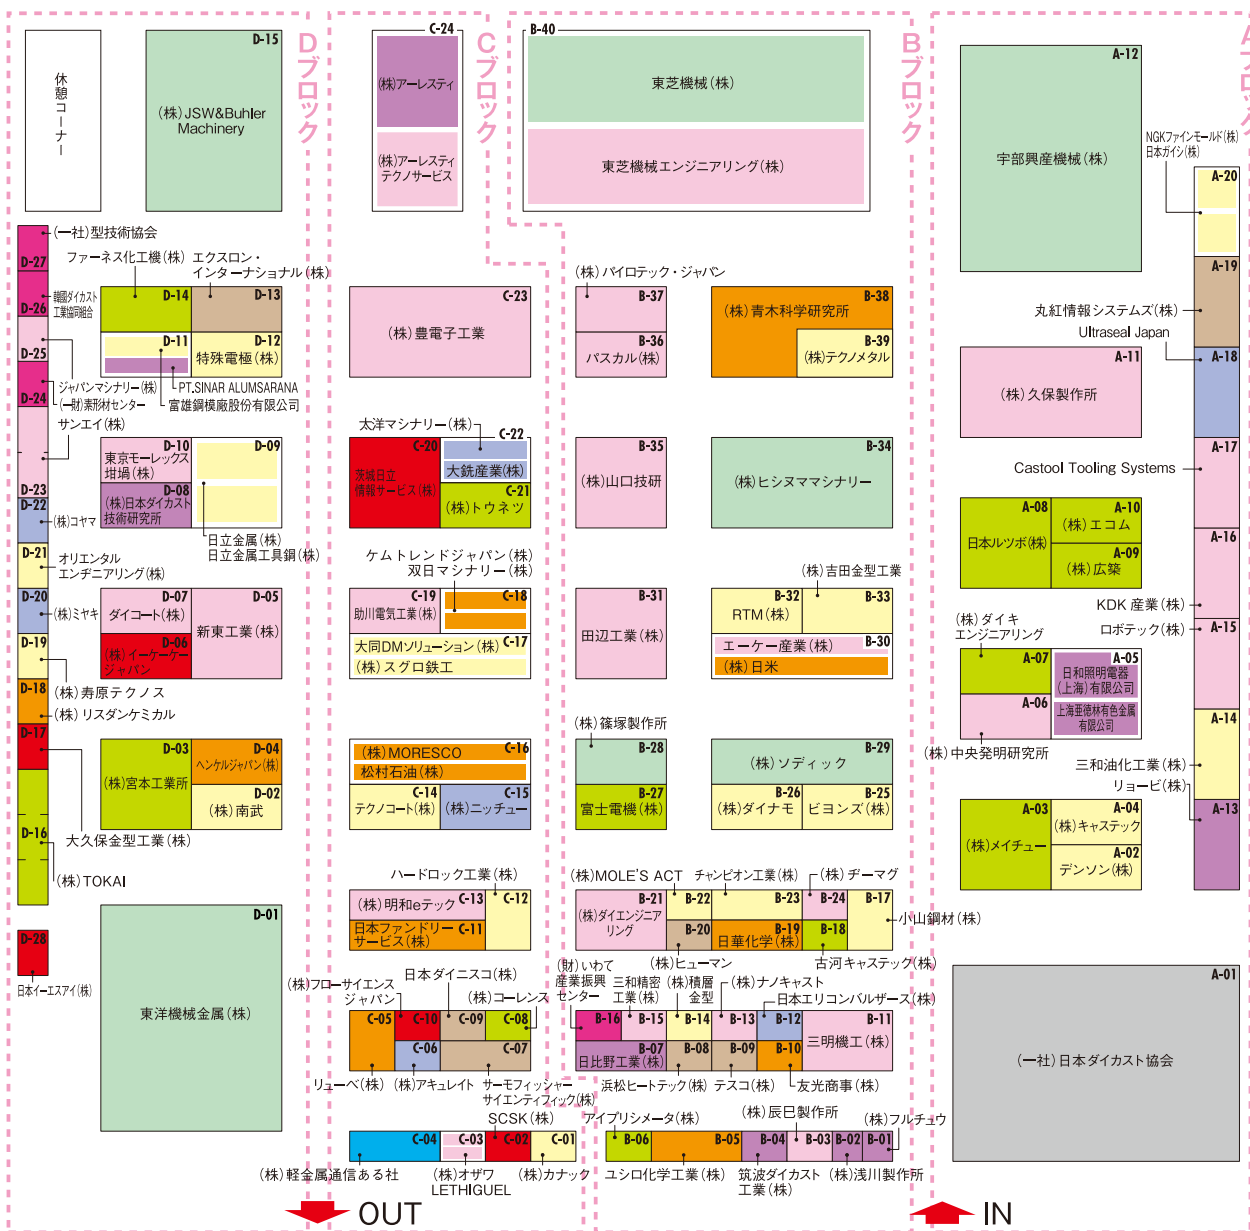 Dブロック
休憩コーナー
D-15
(株)JSW&Buhler
Machinery
(一社)型技術協会
D-27
ファーネス化工機(株)
エクスロン・
インターナショナル(株)
D-26
韓國ダイカスト
工業協同組合
D-14
D-13
D-25
D-11
D-12
特殊電極(株)
D-24
ジャパンマシナリー(株)
(一財)素形材センター
PT.SINAR ALUMSARANA
富雄鋼模廠股份有限公司
サンエイ(株)
D-10
東京モーレックス
坩堝(株)
D-09
D-23
D-08
(株)日本ダイカスト
技術研究所
D-22
(株)コヤマ
日立金属(株)
日立金属工具鋼(株)
D-21
オリエンタル
エンヂニアリング(株)
D-20
(株)ミヤキ
D-07
ダイコート(株)
D-05
新東工業(株)
D-19
D-06
(株)イーケーケー
ジャパン
D-18
(株)寿原テクノス
(株)リスダンケミカル
D-17
D-03
(株)宮本工業所
D-04
ヘンケルジャパン(株)
D-02
(株)南武
D-16
大久保金型工業(株)
(株)TOKAI
D-01
東洋機械金属(株)
D-28
日本イーエスアイ(株)
Cブロック
C-24
(株)アーレスティ
(株)アーレスティ
テクノサービス
C-23
(株)豊電子工業
太洋マシナリー(株)
C-20
茨城日立
情報サービス(株)
C-22
大銑産業(株)
C-21
(株)トウネツ
ケムトレンドジャパン(株)
双日マシナリー(株)
C-19
助川電気工業(株)
C-18
大同DMソリューション(株)
C-17
(株)スグロ鉄工
(株)MORESCO
C-16
松村石油(株)
C-14
テクノコート(株)
C-15
(株)ニッチュー
ハードロック工業(株)
C-13
(株)明和eテック
C-12
C-11
日本ファンドリー
サービス(株)
日本ダイニスコ(株)
(株)フローサイエンス
ジャパン
(株)コーレンス
C-05
C-10
C-09
C-08
C-06
C-07
リューベ(株)
(株)アキュレイト
サーモフィッシャー
サイエンティフィック(株)
SCSK(株)
C-04
C-03
C-02
C-01
(株)軽金属通信ある社
(株)オザワ
LETHIGUEL
(株)カナック
OUT
Bブロック
B-40
東芝機械(株)
東芝機械エンジニアリング(株)
(株)パイロテック・ジャパン
B-37
B-36
パスカル(株)
B-38
(株)青木科学研究所
B-39
(株)テクノメタル
B-35
(株)山口技研
B-34
(株)ヒシヌママシナリー
(株)吉田金型工業
B-31
田辺工業(株)
B-32
RTM(株)
B-33
エーケー産業(株)
B-30
(株)日米
(株)篠塚製作所
B-28
B-29
(株)ソディック
B-27
富士電機(株)
B-26
(株)ダイナモ
B-25
ビヨンズ(株)
(株)MOLE'S ACT
チャンピオン工業(株)
(株)ヂーマグ
B-21
(株)ダイエンジニア
リング
B-22
B-23
B-24
B-17
B-20
B-19
日華化学(株)
B-18
小山鋼材(株)
(株)ヒューマン
古河キャステック(株)
(財)いわて
産業振興
センター
三和精密
工業(株)
(株)積層
金型
(株)ナノキャスト
日本エリコンバルザース(株)
B-16
B-15
B-14
B-13
B-12
B-11
三明機工(株)
B-07
日比野工業(株)
B-08
B-09
B-10
浜松ヒートテック(株)
テスコ(株)
友光商事(株)
アイプリシメータ(株)
(株)辰巳製作所
(株)フルチュウ
B-06
B-05
B-04
B-03
B-02
B-01
ユシロ化学工業(株)
筑波ダイカスト
工業(株)
(株)浅川製作所
IN
Aブロック
A-12
宇部興産機械(株)
NGKファインモールド(株)
日本ガイシ(株)
A-20
A-19
丸紅情報システムズ(株)
Ultraseal Japan
A-11
(株)久保製作所
A-18
A-17
Castool Tooling Systems
A-08
日本ルツボ(株)
A-10
(株)エコム
A-09
(株)広築
A-16
KDK産業(株)
ロボテック(株)
(株)ダイキ
エンジニアリング
A-15
A-07
A-05
日和照明電器
(上海)有限公司
A-06
上海亜德林有色金属
有限公司
A-14
(株)中央発明研究所
三和油化工業(株)
リョービ(株)
A-03
(株)メイチュー
A-04
(株)キャステック
A-02
デンソン(株)
A-13
A-01
(一社)日本ダイカスト協会